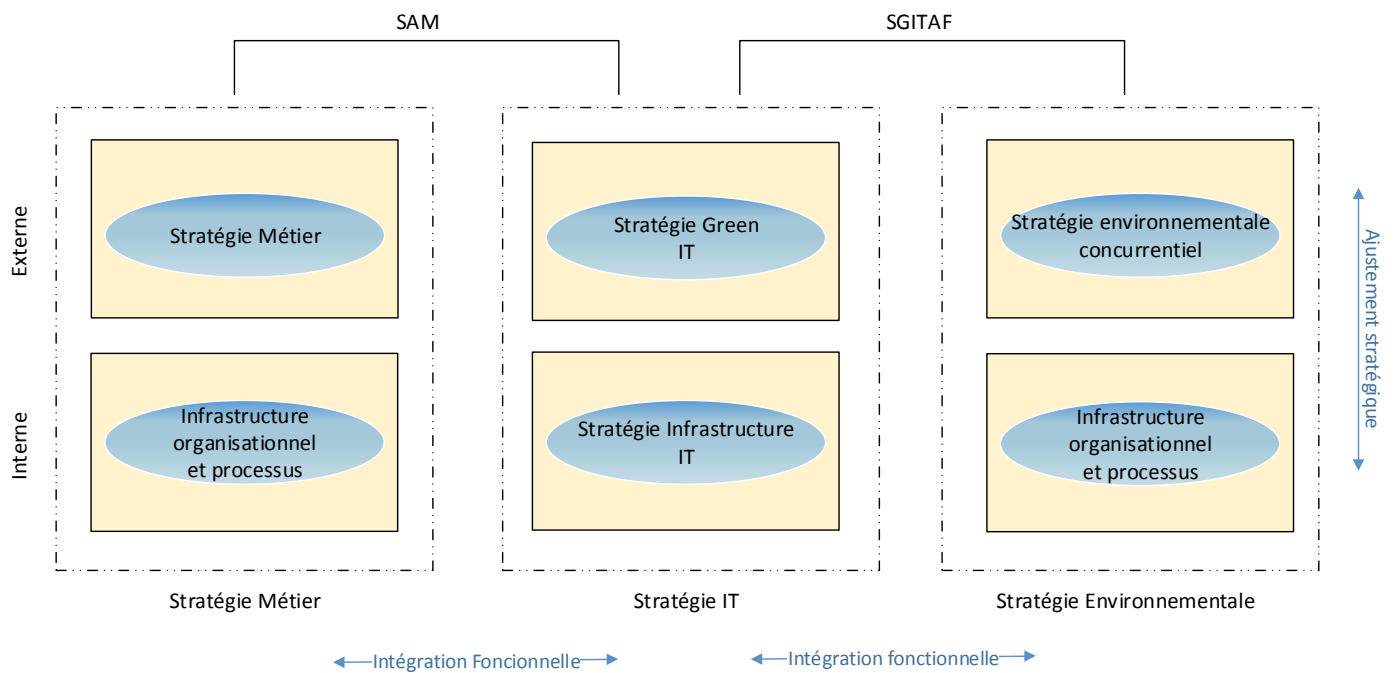 SAM
SGITAF
Externe
Stratégie Métier
Stratégie Green
IT
Stratégie environnementale
concurrentiel
Ajustement stratégique
Interne
Infrastructure
organisationnel
et processus
Stratégie Infrastructure
IT
Infrastructure
organisationnel
et processus
Stratégie Métier
Stratégie IT
Stratégie Environnementale
Intégration Foncionnelle
Intégration fonctionnelle